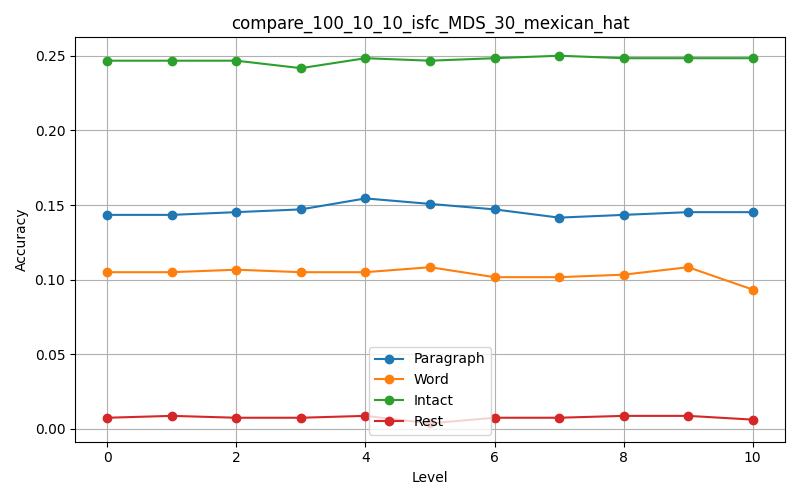 compare_100_10_10_isfc_MDS_30_mexican_hat
0.25
0.20
0.15
0.10
0.05
0.00
Accuracy
Paragraph
Word
Intact
Rest
0 2 4 6 8 10
Level